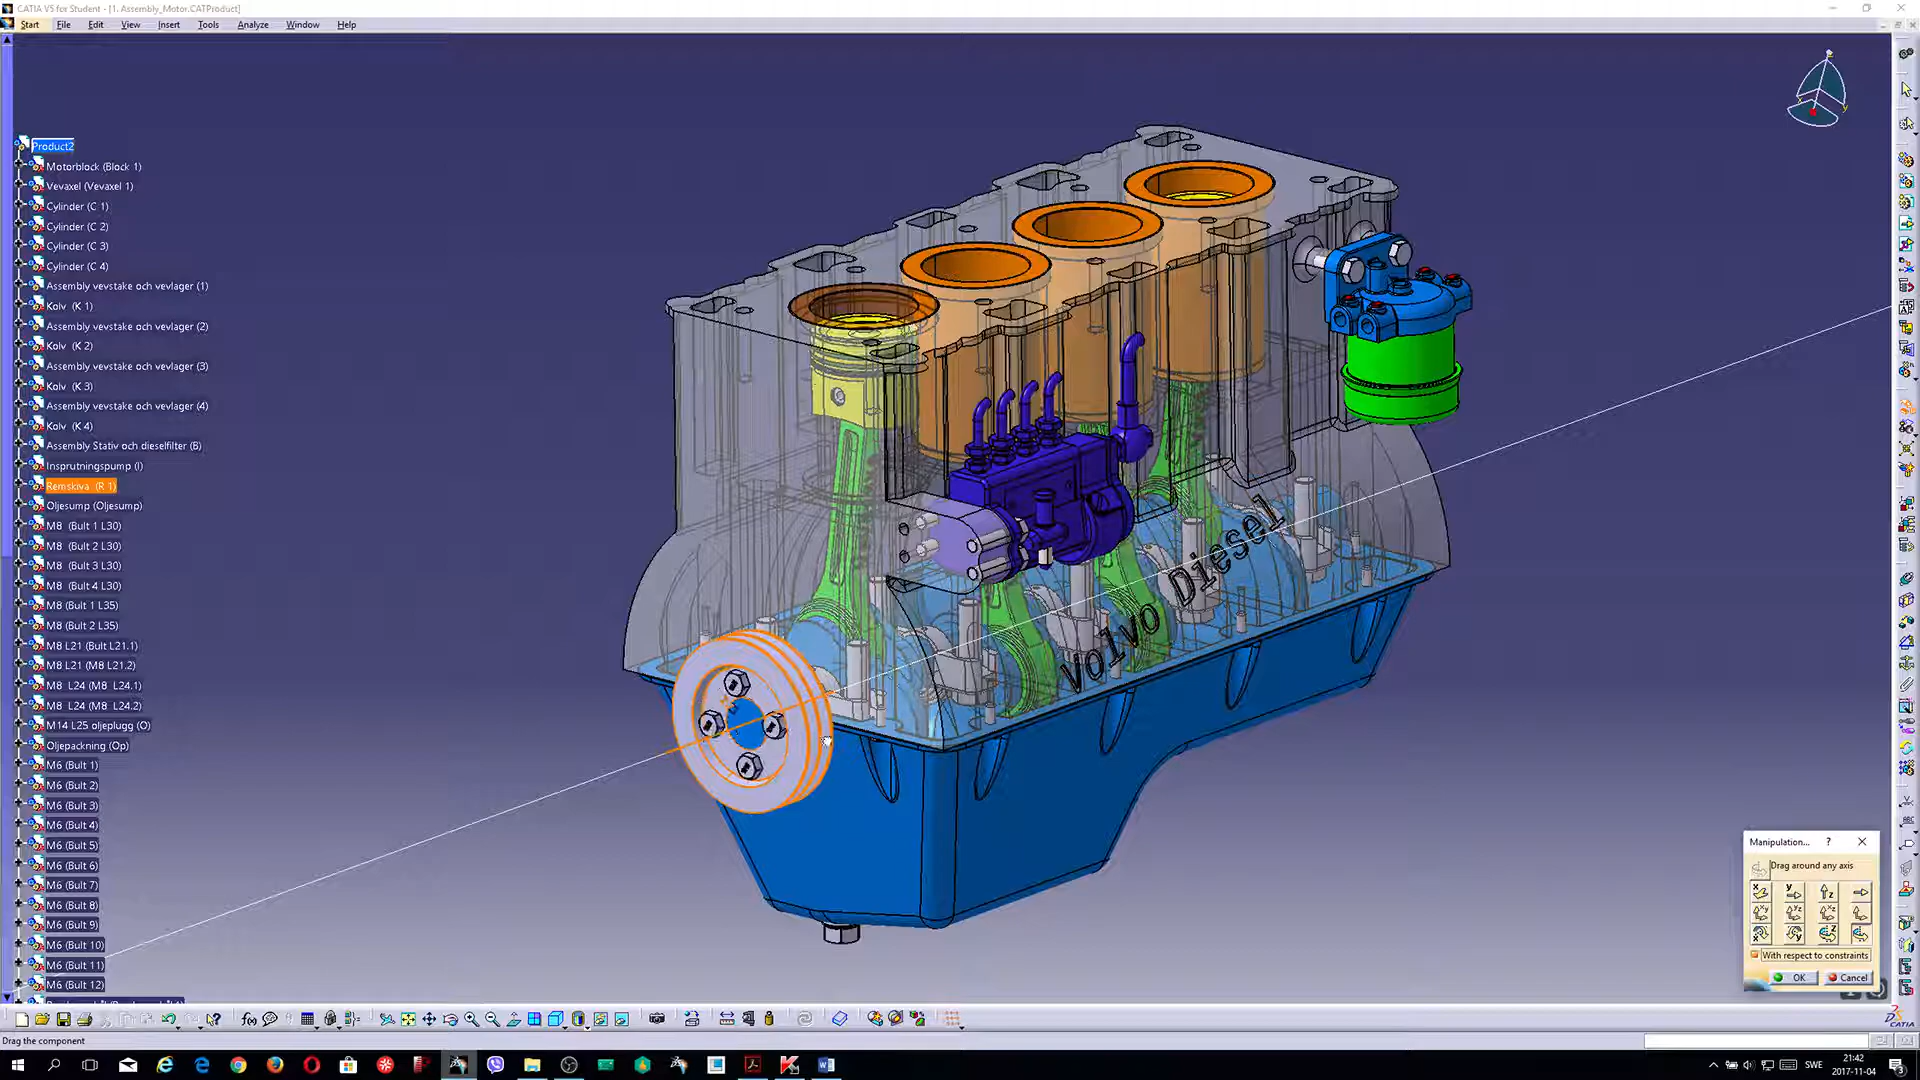 CATIA V5 for Student - [1. Assembly_Motor.CATProduct]
Start File Edit View Insert Tools Goods Analyze Window Help
Product2
Motorblock (Block 1)
Vevaxel (Vevaxel 1)
Cylinder (C 1)
Cylinder (C 2)
Cylinder (C 3)
Cylinder (C 4)
Assembly vevstake och vevlager (1)
Kolv (K 1)
Assembly vevstake och vevlager (2)
Kolv (K 2)
Assembly vevstake och vevlager (3)
Kolv (K 3)
Assembly vevstake och vevlager (4)
Kolv (K 4)
Assembly Stativ och dieselfilter (B)
Insprutningspump (I)
Remskiva (R 1)
Oljesump (Oljesump)
M8 (Bult 1 L30)
M8 (Bult 2 L30)
M8 (Bult 3 L30)
M8 (Bult 4 L30)
M8 (Bult 1 L35)
M8 (Bult 2 L35)
M8 L21 (Bult L21.1)
M8 L21 (M8 L21.2)
M8 L24 (M8 L24.1)
M8 L24 (M8 L24.2)
M14 L25 oljeplugg (O)
Oljepackning (Op)
M6 (Bult 1)
M6 (Bult 2)
M6 (Bult 3)
M6 (Bult 4)
M6 (Bult 5)
M6 (Bult 6)
M6 (Bult 7)
M6 (Bult 8)
M6 (Bult 9)
M6 (Bult 10)
M6 (Bult 11)
M6 (Bult 12)
Volvo Diesel
Manipulation... ?
Drag around any axis
With respect to constraints
OK Cancel
CATIA
Drag the component
SWE
21:42
2017-11-04